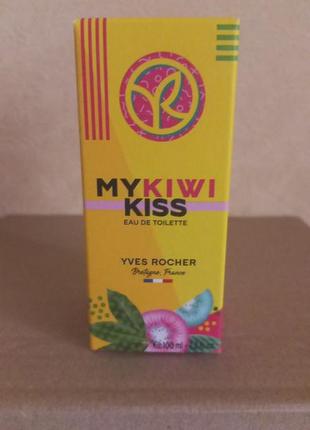 MYKIWI
KISS
EAU DE TOILETTE
YVES ROCHER
Bretagne, France
100 ml